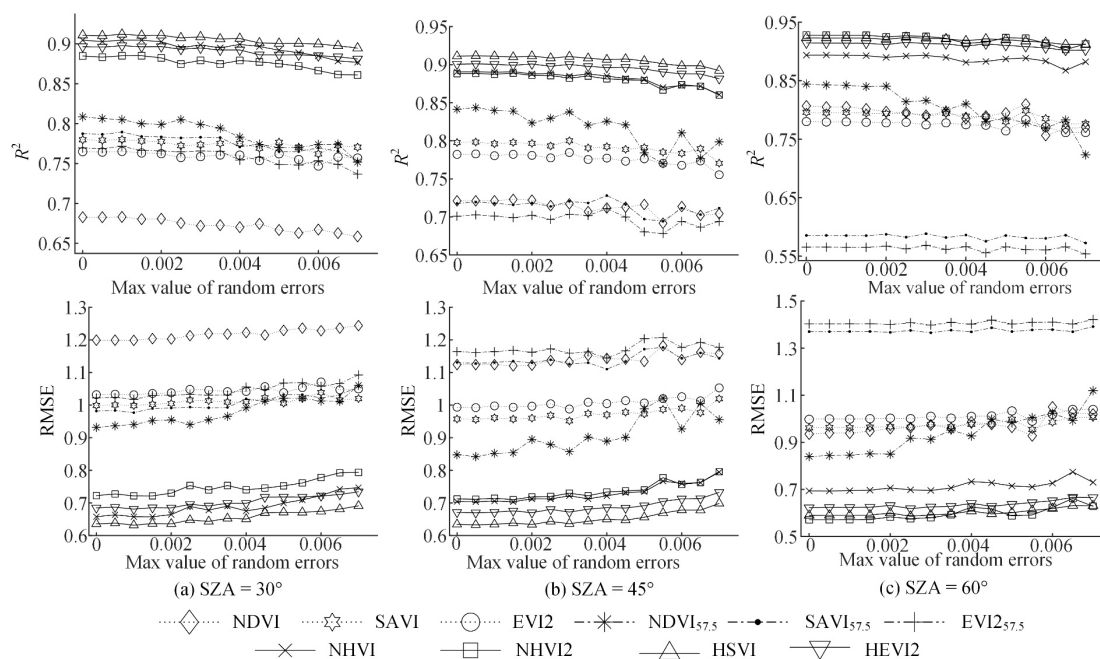 0.9
0.85
0.8
R²
0.75
0.7
0.65
0 0.002 0.004 0.006
Max value of random errors
0.95
0.9
0.85
0.8
R²
0.75
0.7
0.65
0 0.002 0.004 0.006
Max value of random errors
0.95
0.85
R²
0.75
0.65
0.55
0 0.002 0.004 0.006
Max value of random errors
1.3
1.2
1.1
RMSE
1
0.9
0.8
0.7
0.6
0 0.002 0.004 0.006
Max value of random errors
(a) SZA = 30°
1.3
1.2
1.1
RMSE
1
0.9
0.8
0.7
0.6
0 0.002 0.004 0.006
Max value of random errors
(b) SZA = 45°
1.5
1.3
1.1
RMSE
0.9
0.7
0.5
0 0.002 0.004 0.006
Max value of random errors
(c) SZA = 60°
NDVI SAVI EVI2 NDVI57.5 SAVI57.5 EVI257.5
NHVI NHVI2 HSVI HEVI2